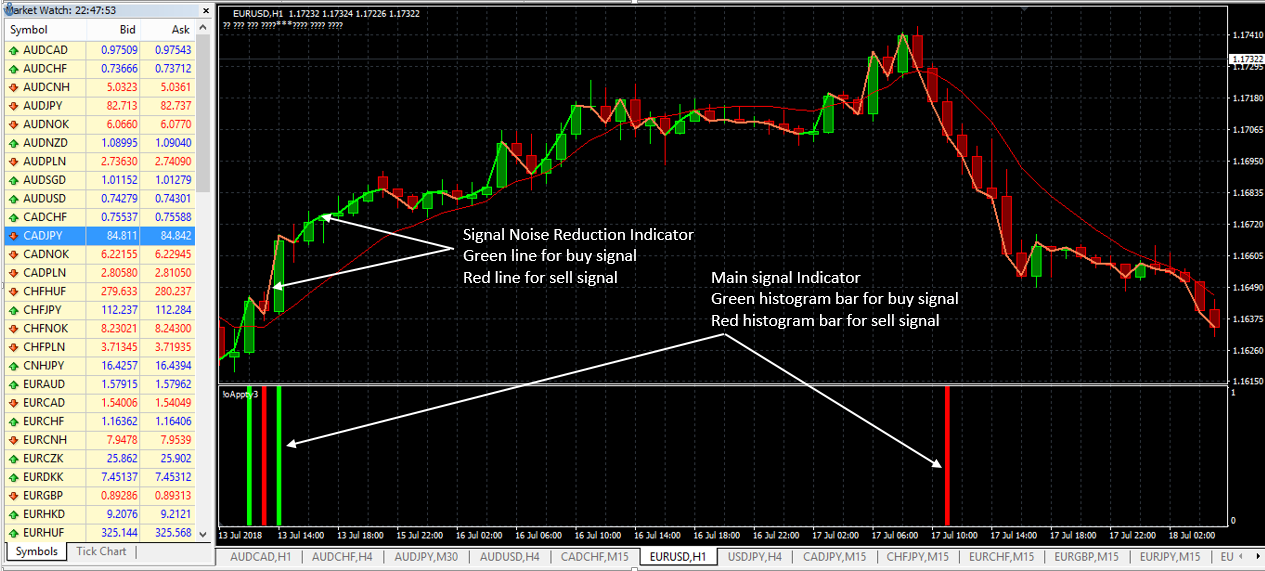 Market Watch: 22:47:53
Symbol Bid Ask
AUDCAD 0.97509 0.97543
AUDCHF 0.73666 0.73712
AUDCNH 5.0323 5.0361
AUDJPY 82.713 82.737
AUDNOK 6.0660 6.0770
AUDNZD 1.08995 1.09040
AUDPLN 2.73630 2.74090
AUDSGD 1.01152 1.01279
AUDUSD 0.74279 0.74301
CADCHF 0.75537 0.75588
CADJPY 84.811 84.842
CADNOK 6.22155 6.22945
CADPLN 2.80580 2.81050
CHFHUF 279.633 280.237
CHFJPY 112.237 112.284
CHFNOK 8.23021 8.24300
CHFPLN 3.71345 3.71935
CNHJPY 16.4257 16.4394
EURAUD 1.57915 1.57962
EURCAD 1.54006 1.54049
EURCHF 1.16362 1.16406
EURCNH 7.9478 7.9539
EURCZK 25.862 25.902
EURDKK 7.45137 7.45312
EURGBP 0.89286 0.89313
EURHKD 9.2076 9.2121
EURHUF 325.144 325.568
Symbols Tick Chart
EURUSD,H1 1.17232 1.17324 1.17226 1.17322
?? ??? ??? ????***???? ???? ????
Signal Noise Reduction Indicator
Green line for buy signal
Red line for sell signal
Main signal Indicator
Green histogram bar for buy signal
Red histogram bar for sell signal
1.17410
1.17322
1.17295
1.17180
1.17065
1.16950
1.16835
1.16720
1.16605
1.16490
1.16375
1.16260
1.16150
1
0
13 Jul 2018 13 Jul 14:00 13 Jul 18:00 13 Jul 22:00 15 Jul 22:00 16 Jul 02:00 16 Jul 06:00 16 Jul 10:00 16 Jul 14:00 16 Jul 18:00 16 Jul 22:00 17 Jul 02:00 17 Jul 06:00 17 Jul 10:00 17 Jul 14:00 17 Jul 18:00 17 Jul 22:00 18 Jul 02:00
AUDCAD,H1 AUDCHF,H4 AUDJPY,M30 AUDUSD,H4 CADCHF,M15 EURUSD,H1 USDJPY,H4 CADJPY,M15 CHFJPY,M15 EURCHF,M15 EURGBP,M15 EURJPY,M15 EU